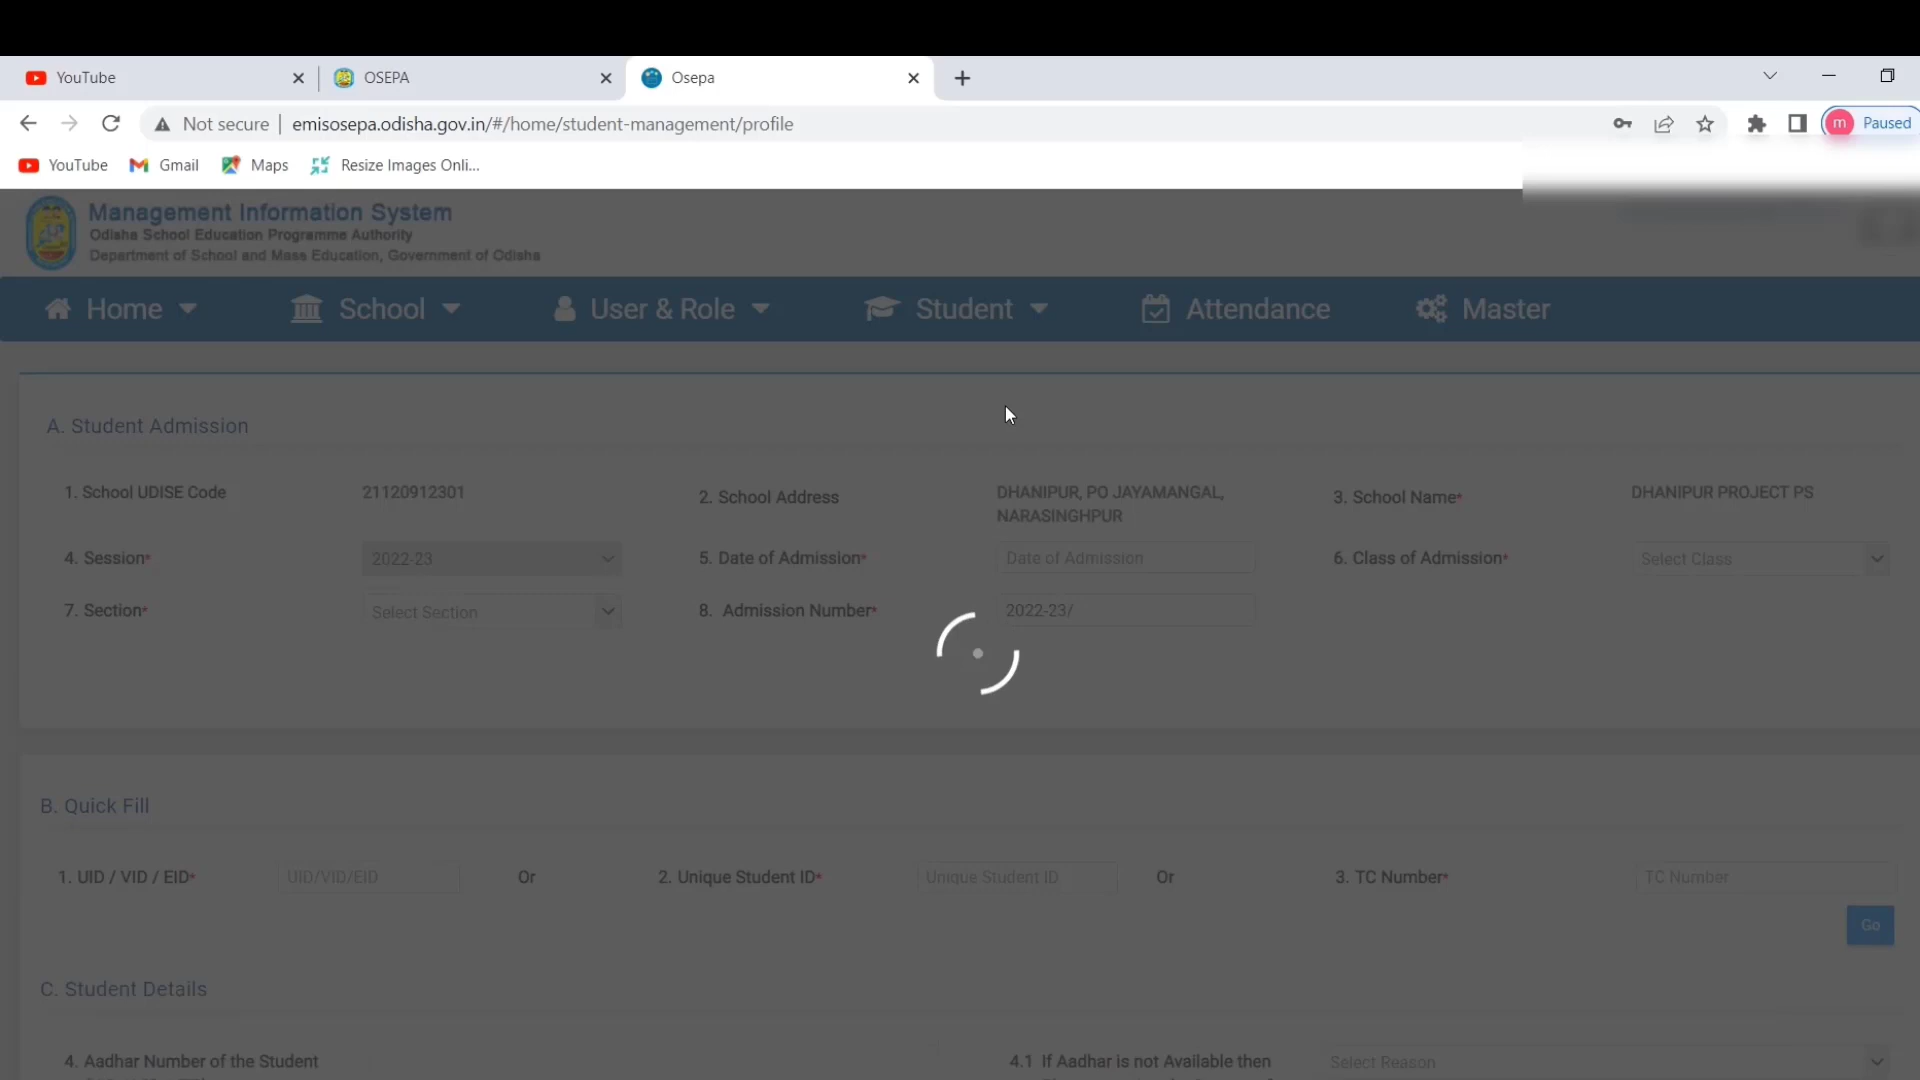 YouTube OSEPA Osepa
Not secure emisosepa.odisha.gov.in/#/home/student-management/profile m Paused
YouTube Gmail Maps Resize Images Onli...
Management Information System
Odisha School Education Programme Authority
Department of School and Mass Education, Government of Odisha
Home School User & Role Student Attendance Master
A. Student Admission
1. School UDISE Code 21120912301 2. School Address DHANIPUR, PO JAYAMANGAL, 3. School Name* DHANIPUR PROJECT PS
NARASINGHPUR
4. Session* 2022-23 5. Date of Admission* Date of Admission 6. Class of Admission* Select Class
7. Section* Select Section 8. Admission Number* 2022-23/
B. Quick Fill
1. UID / VID / EID* UID/VID/EID Or 2. Unique Student ID* Unique Student ID Or 3. TC Number* TC Number
Go
C. Student Details
4. Aadhar Number of the Student 4.1 If Aadhar is not Available then Select Reason